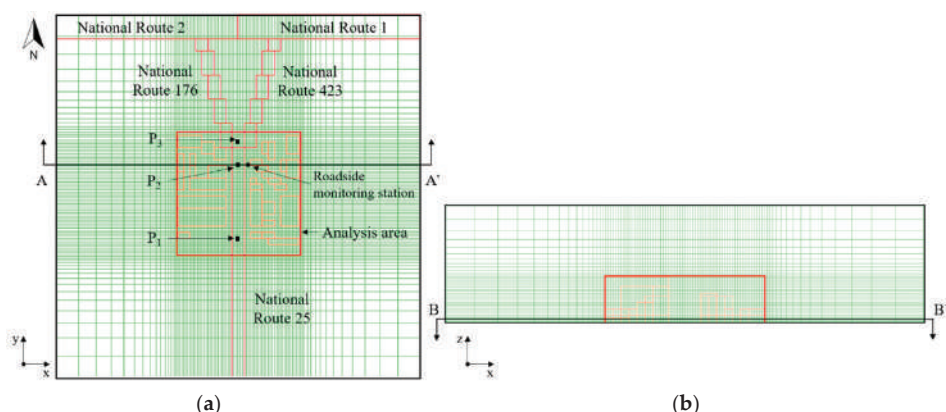 (a)
National Route 2
National Route 1
N
National
Route 176
National
Route 423
P3
A
A'
P2
Roadside
monitoring station
P1
Analysis area
National
Route 25
y
x
B
B
z
x
(a)
(b)